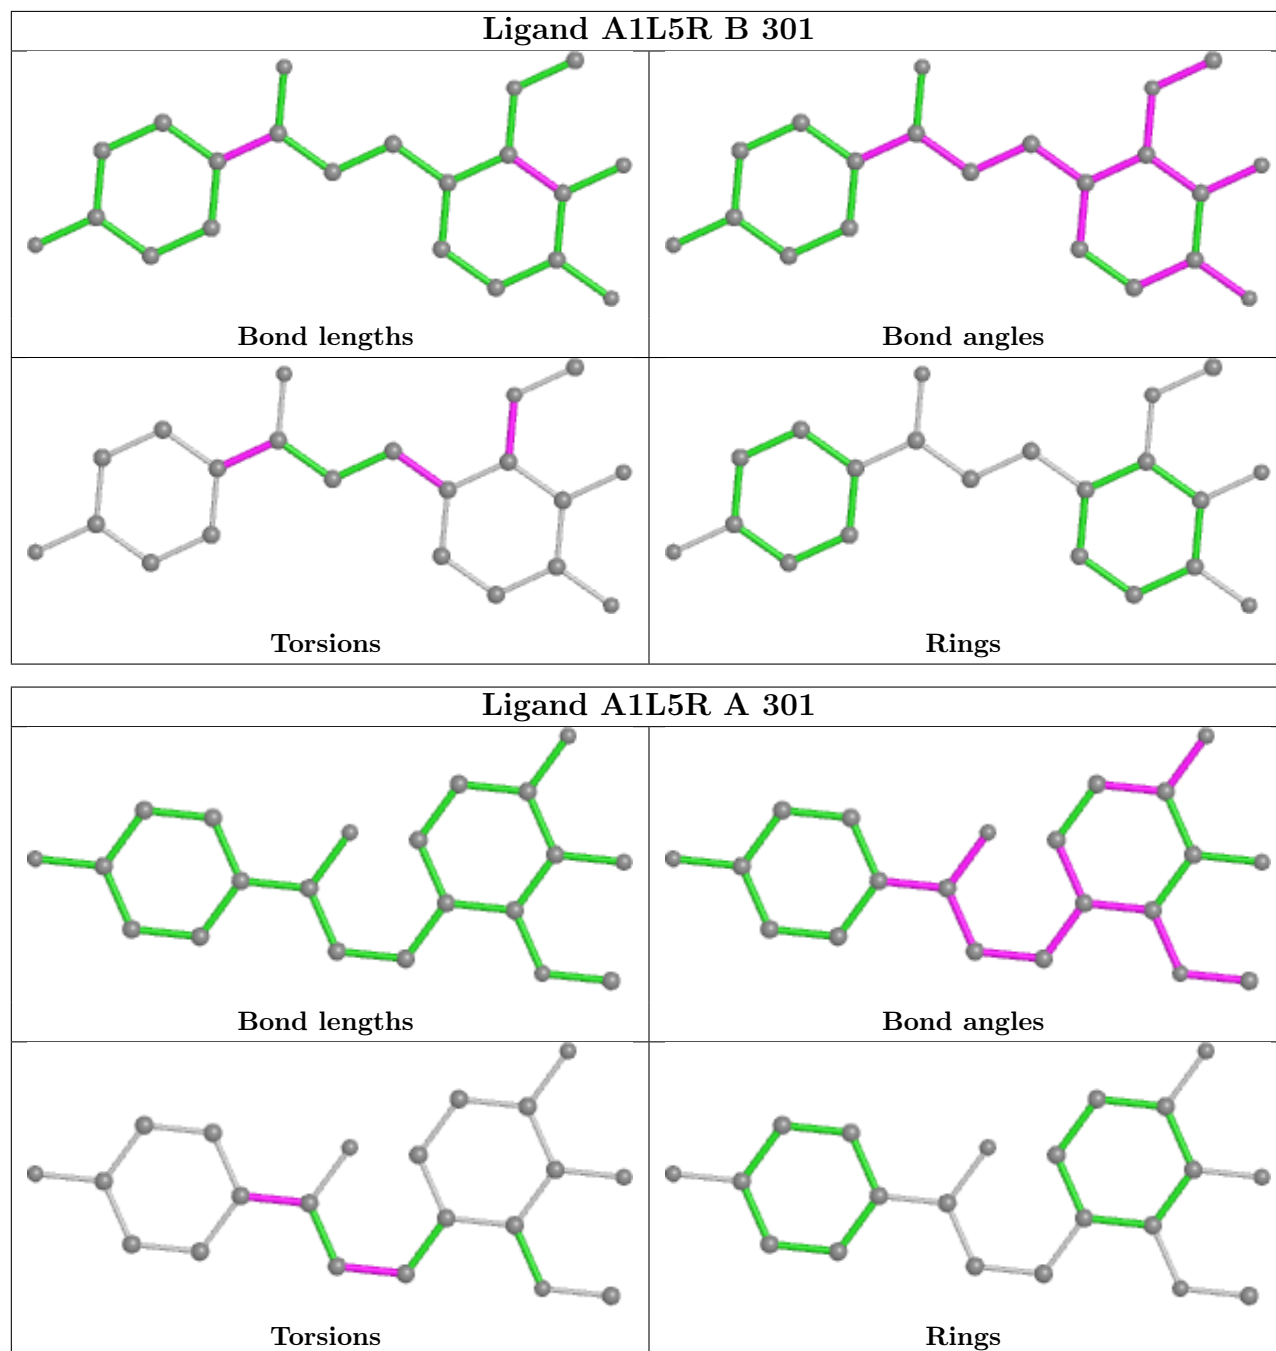 Ligand A1L5R B 301
Bond lengths
Bond angles
Torsions
Rings
Ligand A1L5R A 301
Bond lengths
Bond angles
Torsions
Rings